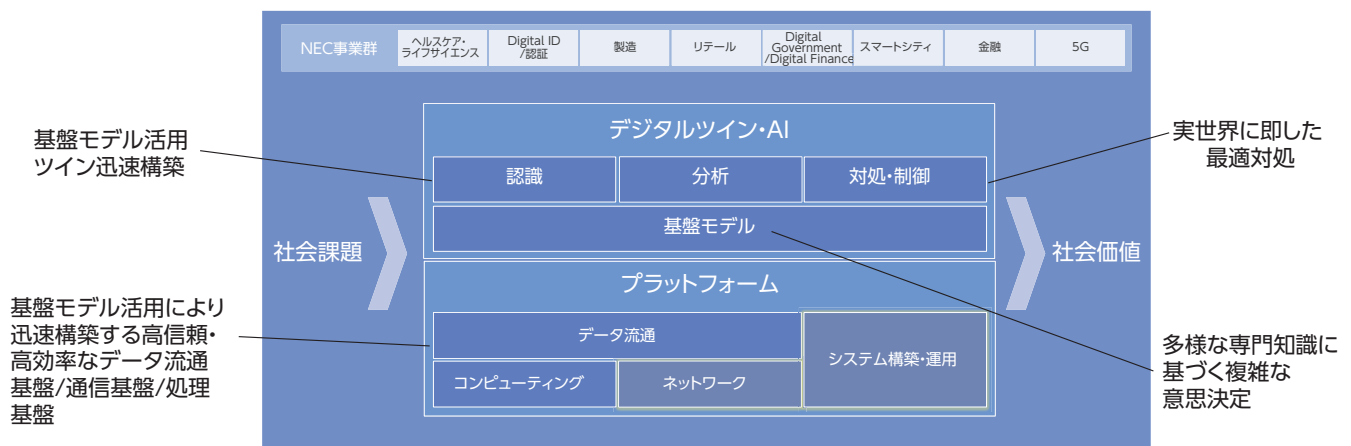 NEC事業群
ヘルスケア・
ライフサイエンス
Digital ID
/認証
製造
リテール
Digital
Government
/Digital Finance
スマートシティ
金融
5G
基盤モデル活用
ツイン迅速構築
デジタルツイン・AI
認識
分析
対処・制御
基盤モデル
実世界に即した
最適対処
社会課題
社会価値
プラットフォーム
データ流通
システム構築・運用
コンピューティング
ネットワーク
基盤モデル活用により
迅速構築する高信頼・
高効率なデータ流通
基盤/通信基盤/処理
基盤
多様な専門知識に
基づく複雑な
意思決定